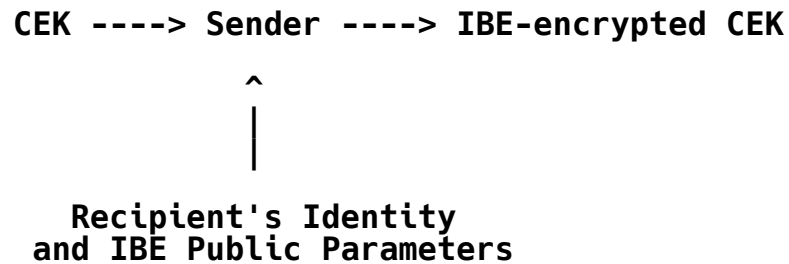 CEK ----> Sender ----> IBE-encrypted CEK
^
|
|
Recipient's Identity
and IBE Public Parameters